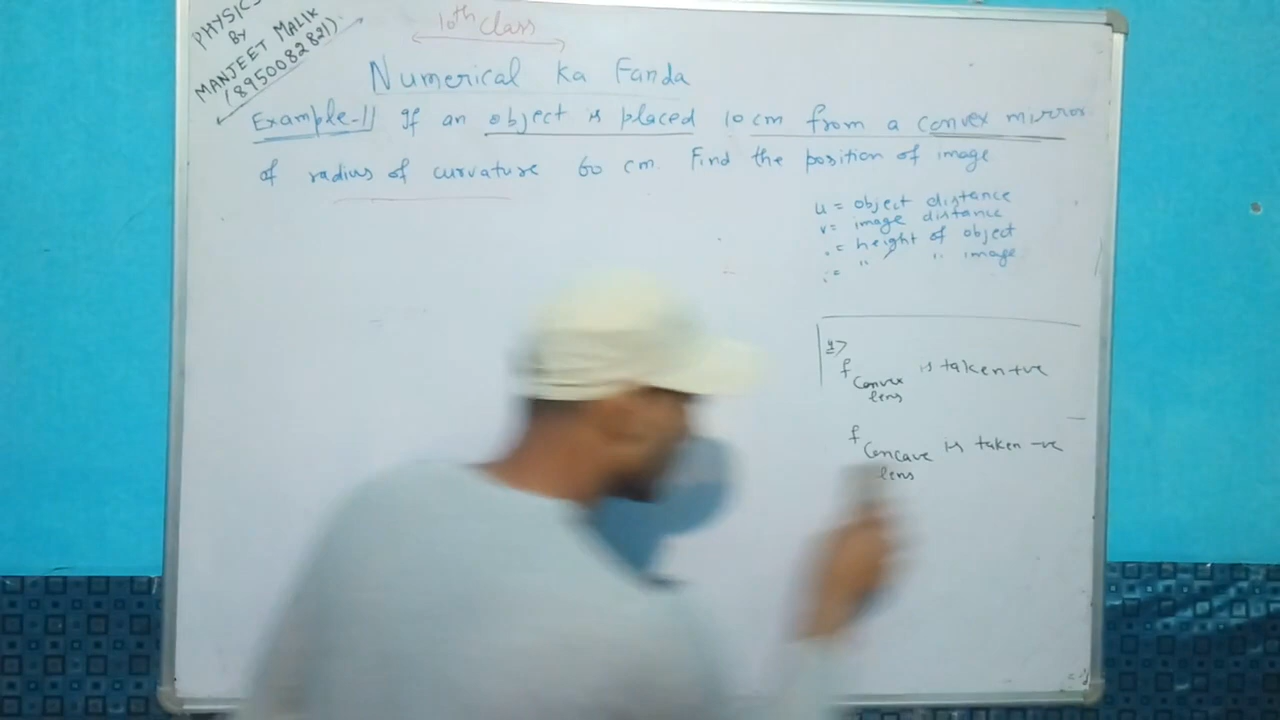 PHYSICS
By
MANJEET MALIK
(8950082821)
10th Class
Numerical ka Fanda
Example-11 If an object is placed 10 cm from a convex mirror
of radius of curvature 60 cm. Find the position of image
u = object distance
v = image distance
= height of object
= " " image
f convex lens is taken +ve
f concave lens is taken -ve